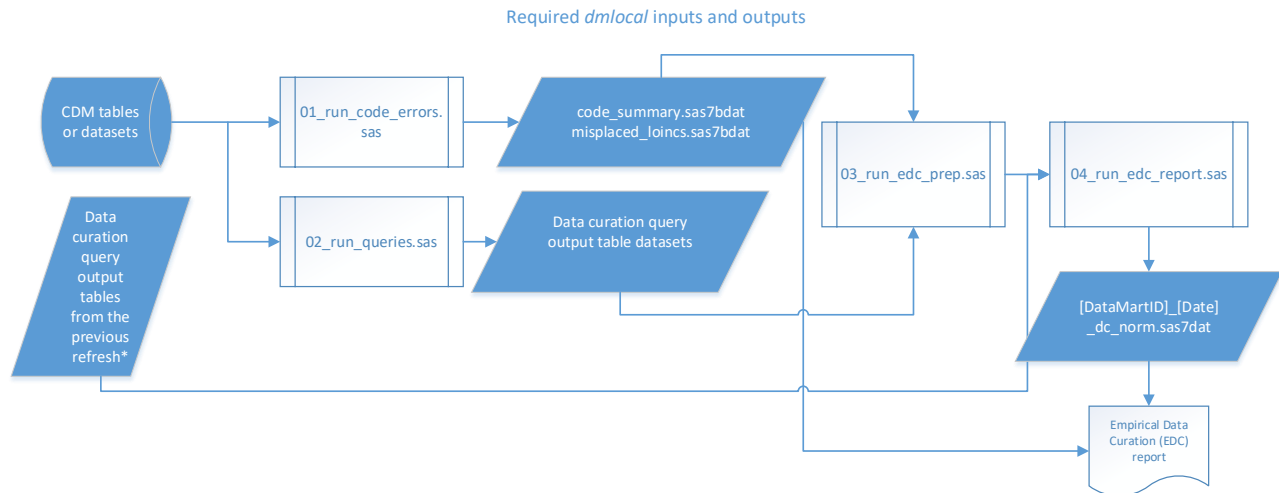 Required dmlocal inputs and outputs
CDM tables
or datasets
01_run_code_errors.
sas
code_summary.sas7bdat
misplaced_loincs.sas7bdat
03_run_edc_prep.sas
04_run_edc_report.sas
Data
curation
query
output
tables
from the
previous
refresh*
02_run_queries.sas
Data curation query
output table datasets
[DataMartID]_[Date]
_dc_norm.sas7dat
Empirical Data
Curation (EDC)
report